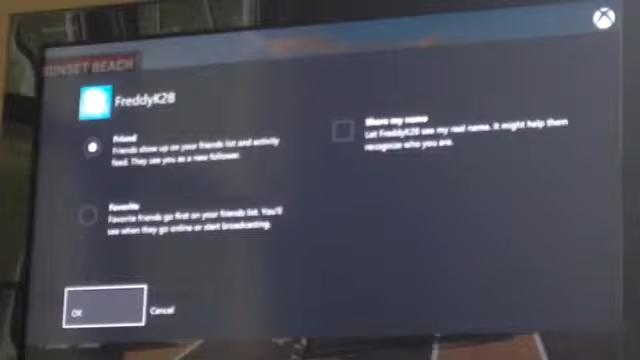 SUNSET BEACH
FreddyK28
Friend
Friends show up on your friends list and activity
feed. They see you as a new follower.
Favorite
Favorite friends go first on your friends list. You'll
see when they go online or start broadcasting.
Share my name
Let FreddyK28 see my real name. It might help them
recognize who you are.
OK
Cancel